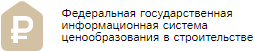 ₽
Федеральная государственная
информационная система
ценообразования в строительстве